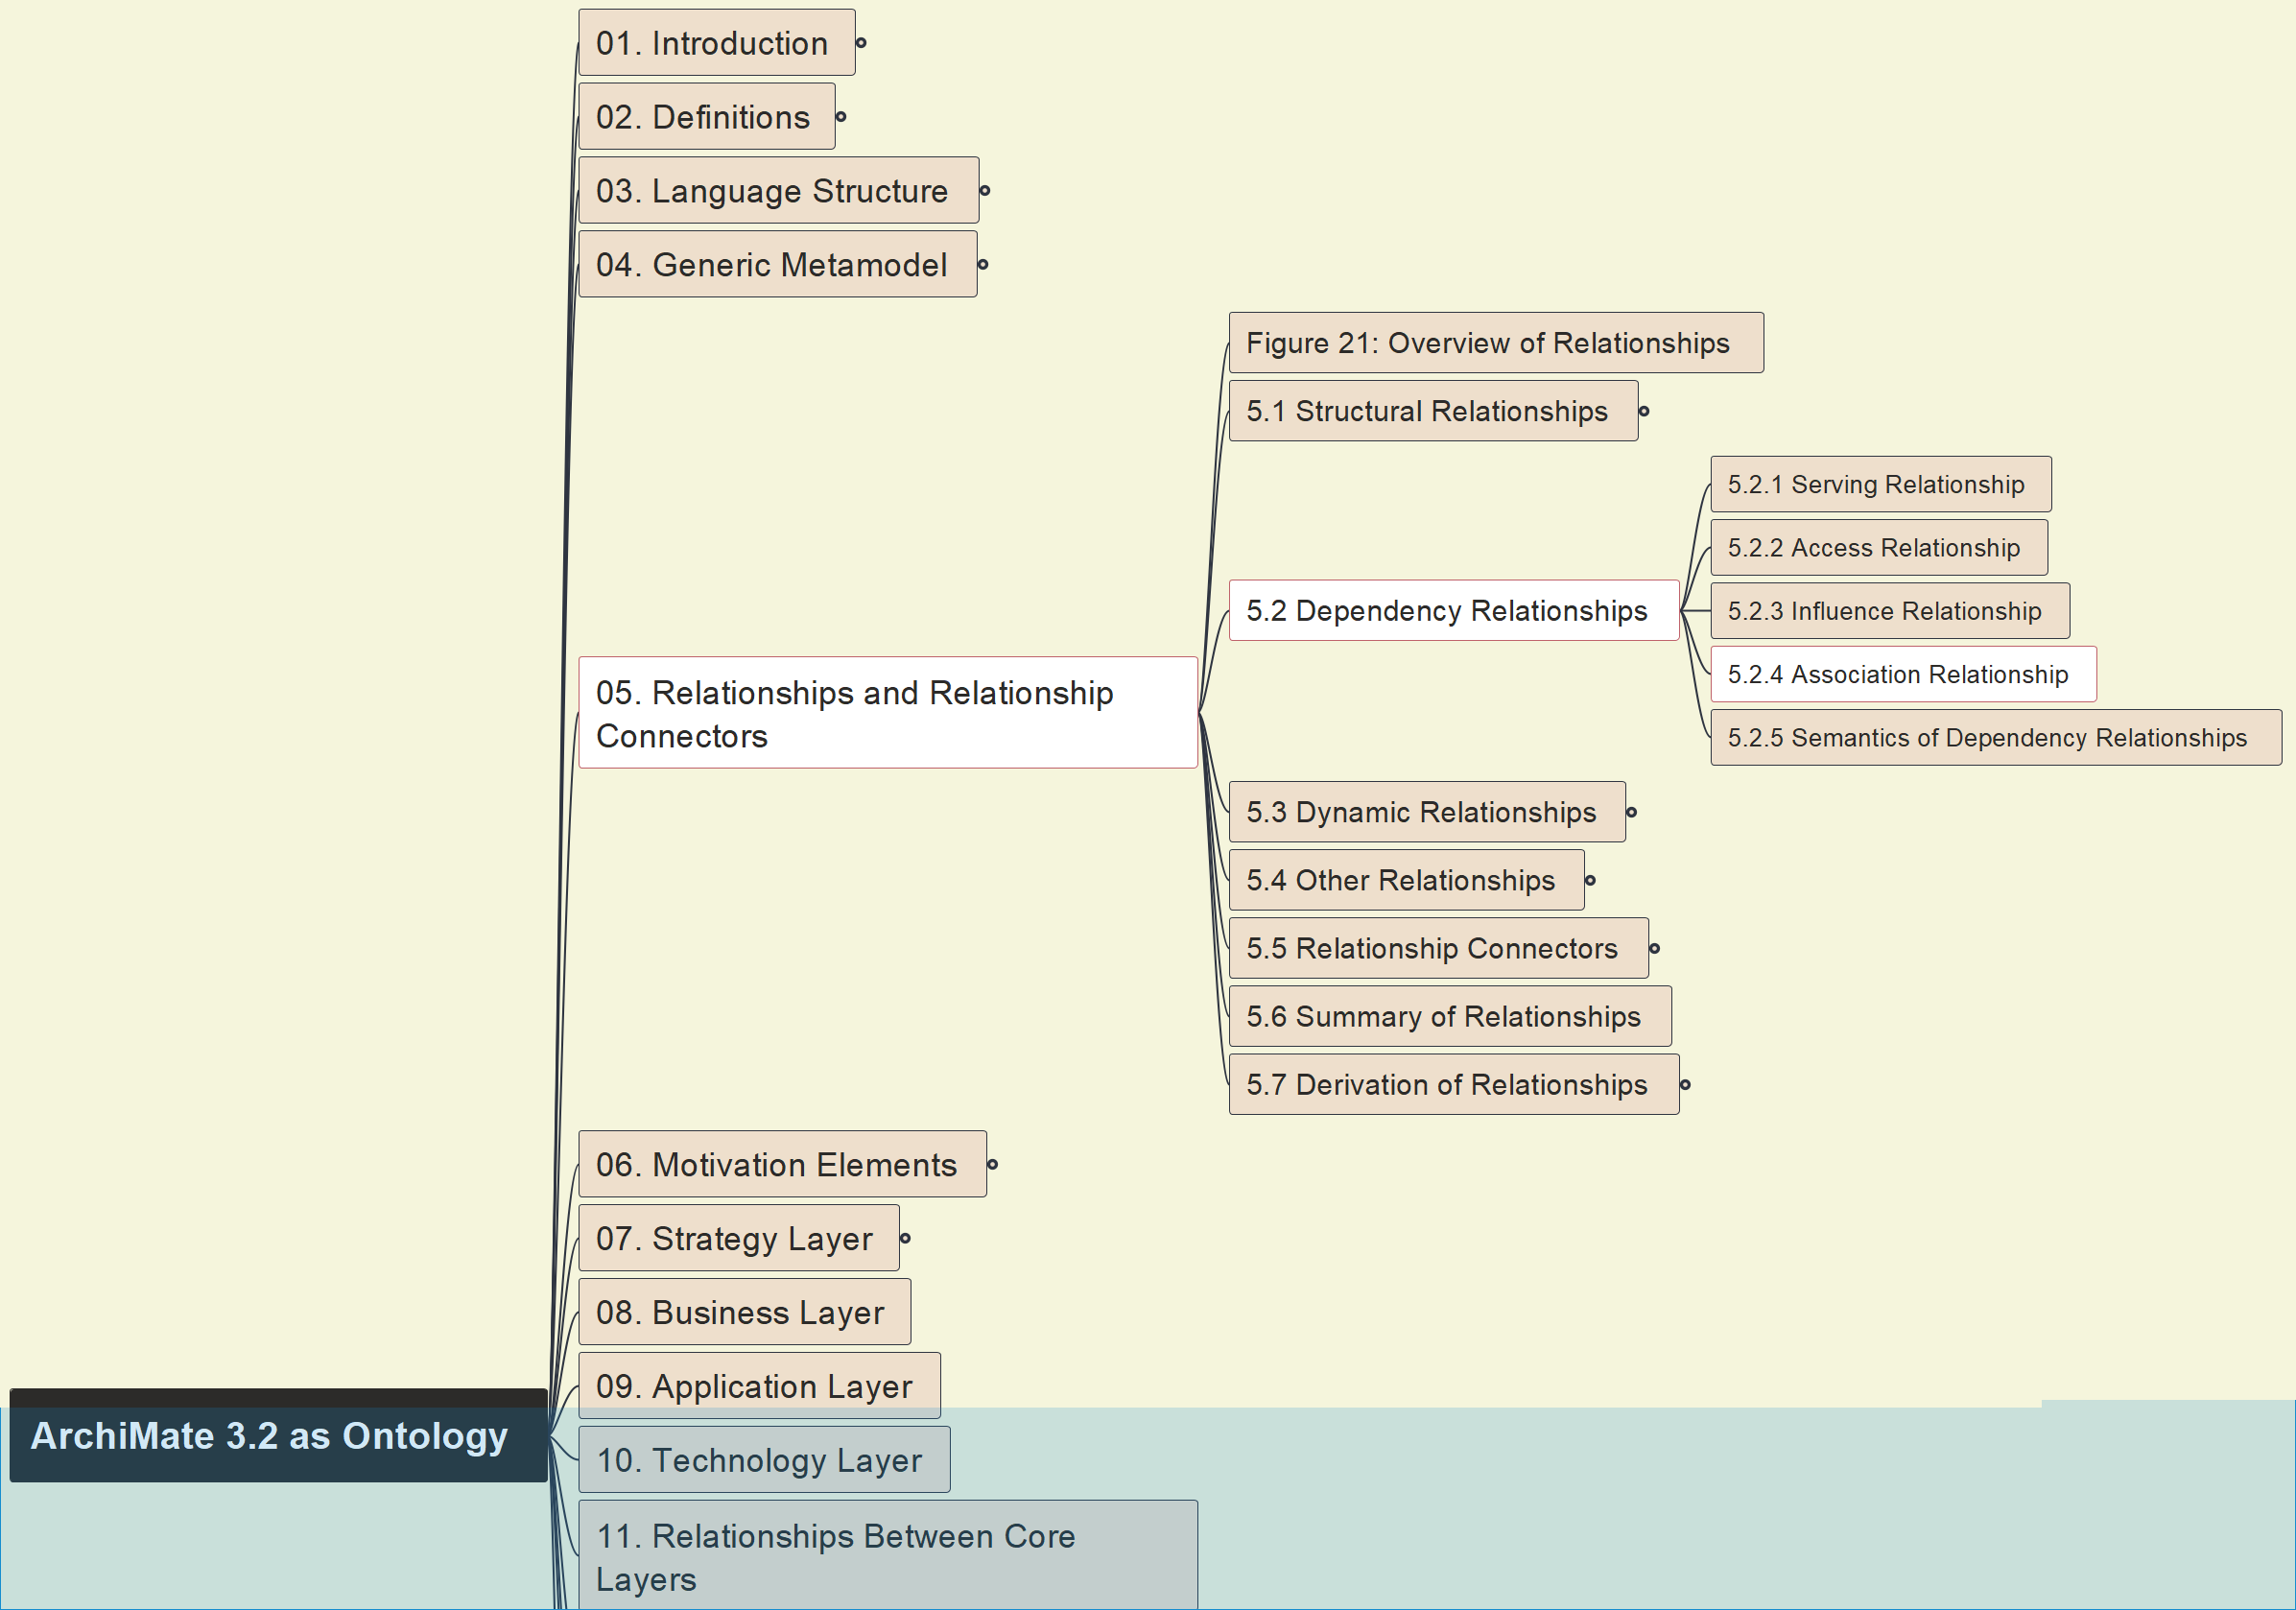 01. Introduction
02. Definitions
03. Language Structure
04. Generic Metamodel
Figure 21: Overview of Relationships
5.1 Structural Relationships
5.2.1 Serving Relationship
5.2.2 Access Relationship
5.2 Dependency Relationships
5.2.3 Influence Relationship
5.2.4 Association Relationship
05. Relationships and Relationship
Connectors
5.2.5 Semantics of Dependency Relationships
5.3 Dynamic Relationships
5.4 Other Relationships
5.5 Relationship Connectors
5.6 Summary of Relationships
5.7 Derivation of Relationships
06. Motivation Elements
07. Strategy Layer
08. Business Layer
09. Application Layer
ArchiMate 3.2 as Ontology
10. Technology Layer
11. Relationships Between Core
Layers